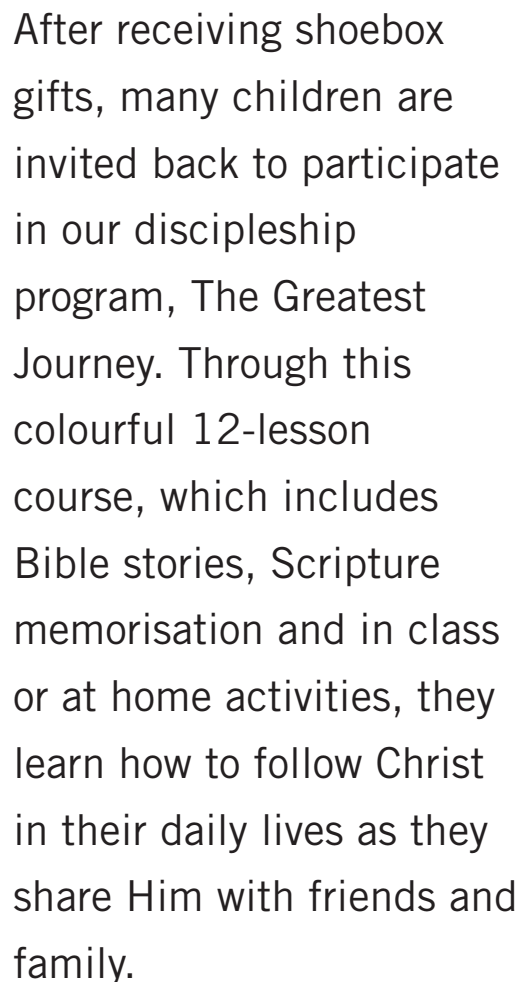 After receiving shoebox
gifts, many children are
invited back to participate
in our discipleship
program, The Greatest
Journey. Through this
colourful 12-lesson
course, which includes
Bible stories, Scripture
memorisation and in class
or at home activities, they
learn how to follow Christ
in their daily lives as they
share Him with friends and
family.